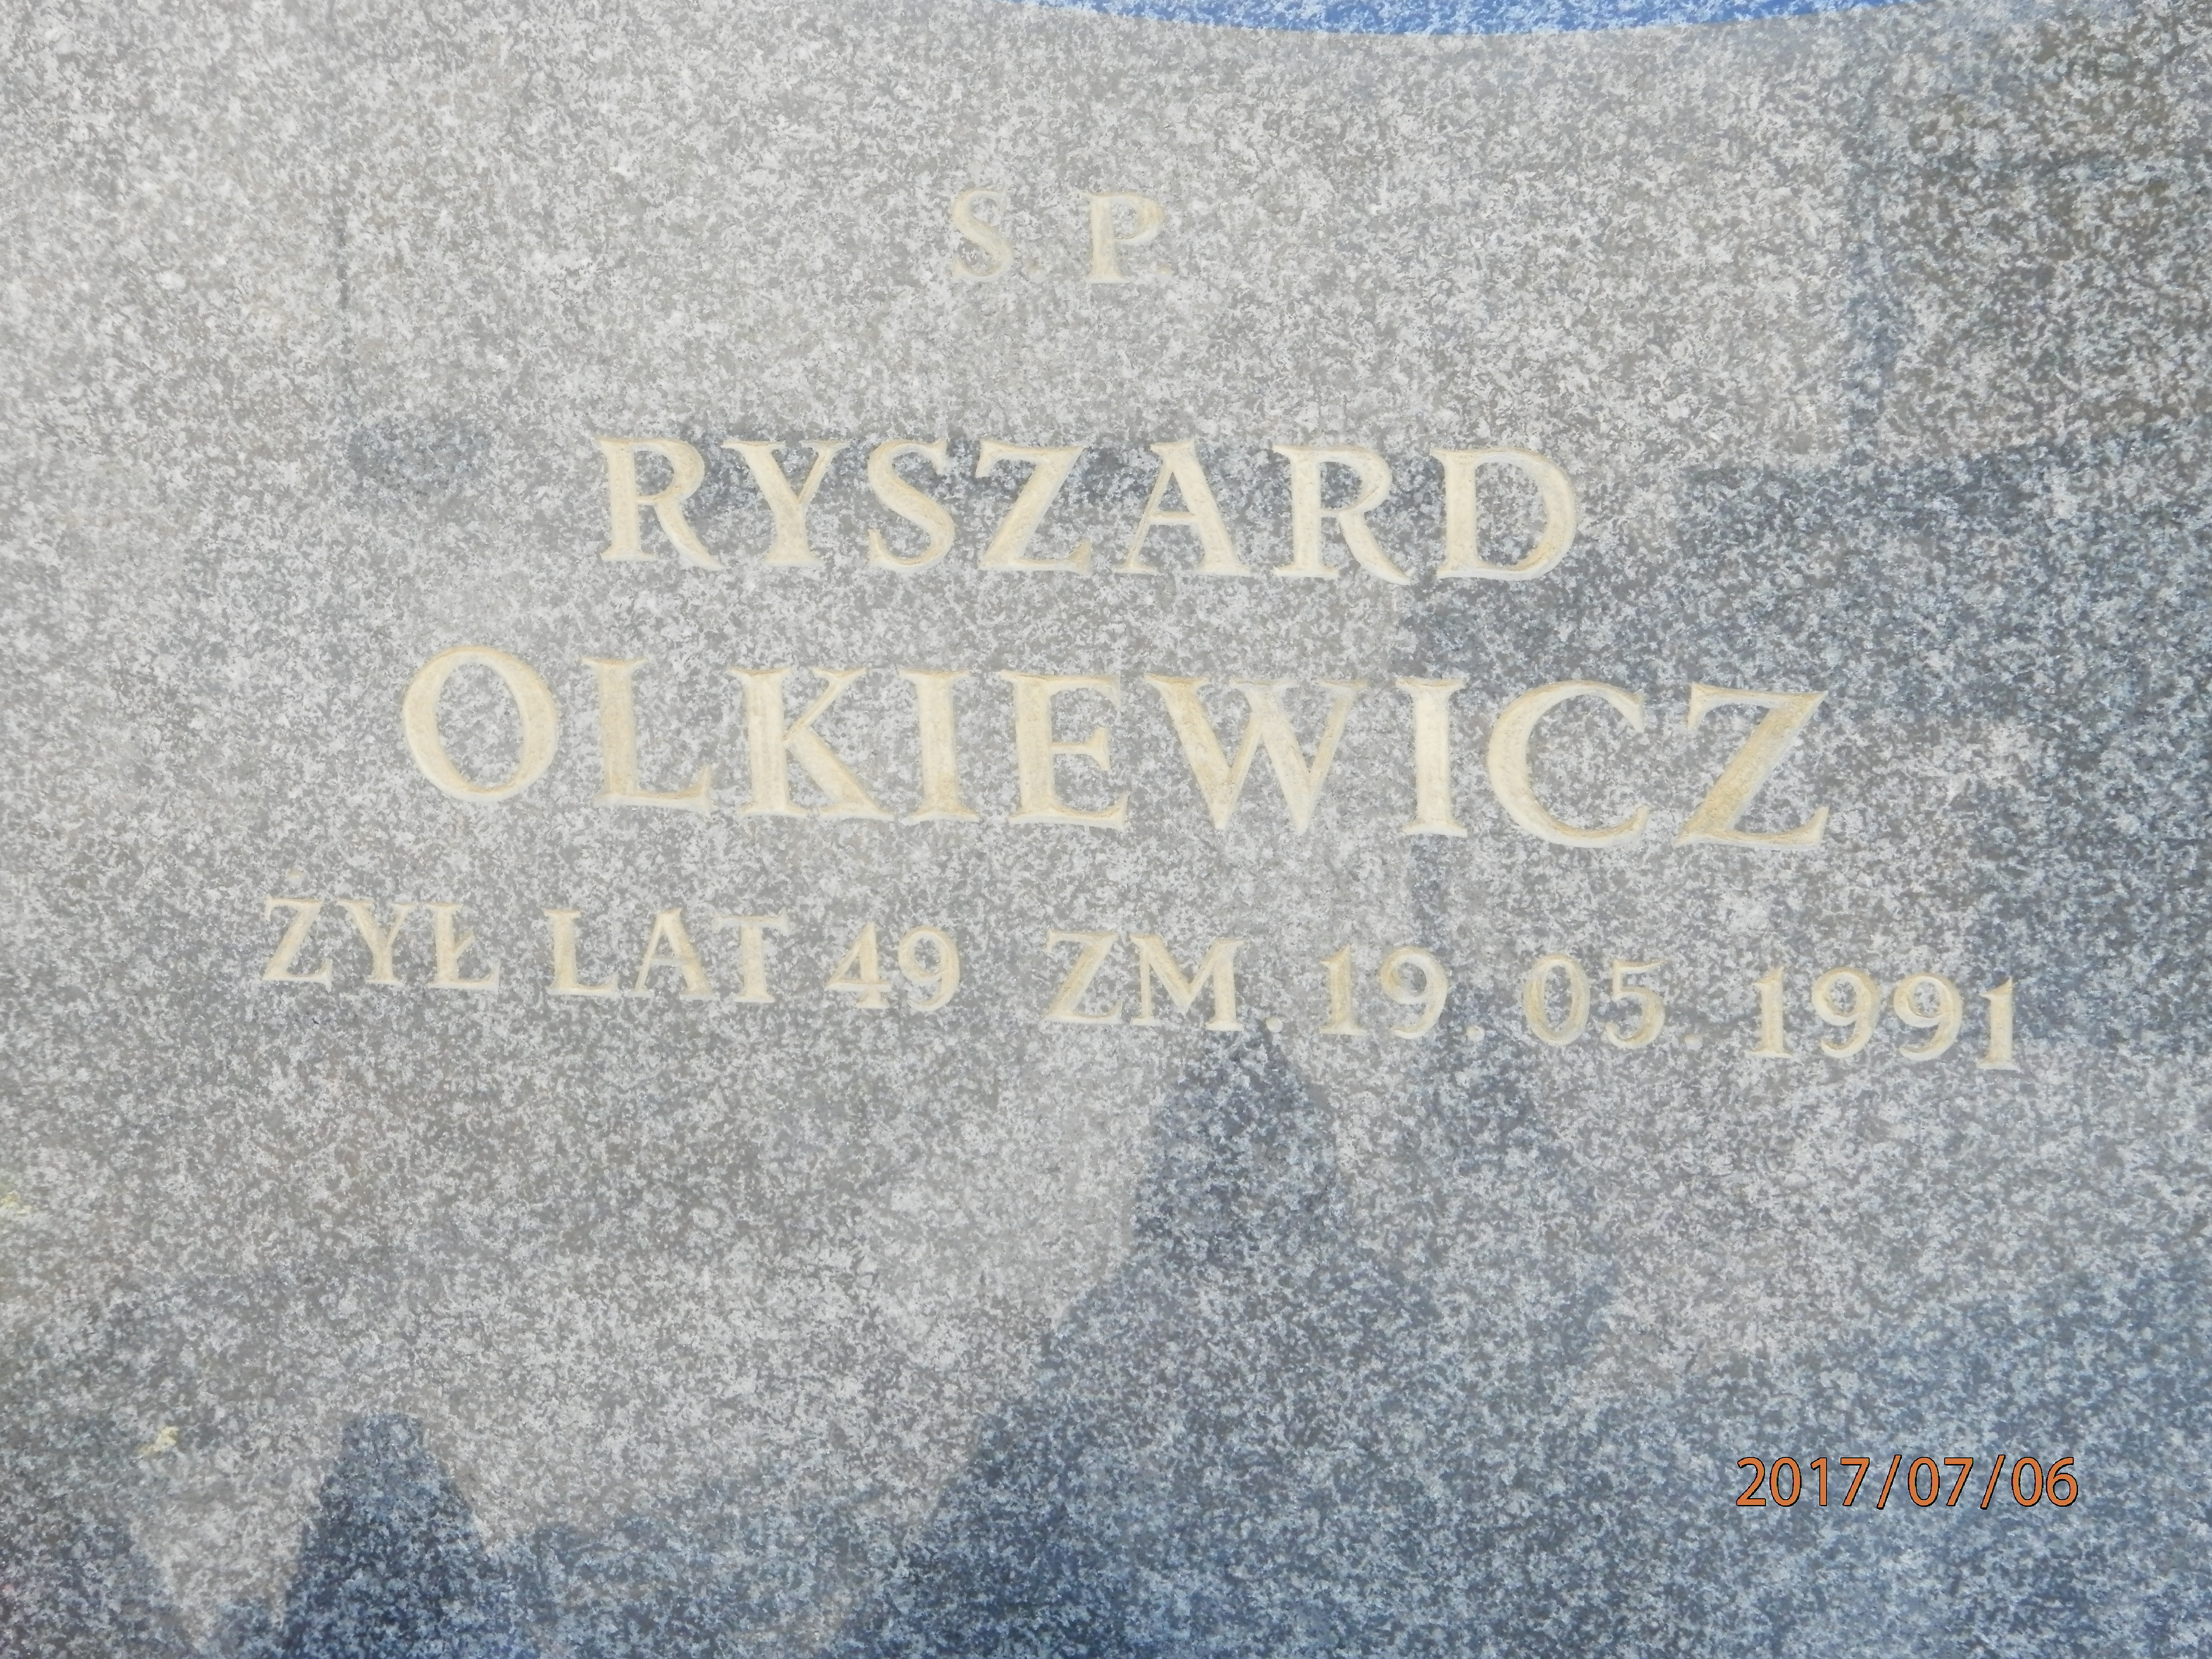 Ś. P.
RYSZARD
OLKIEWICZ
ŻYŁ LAT 49 ZM. 19. 05. 1991
2017/07/06